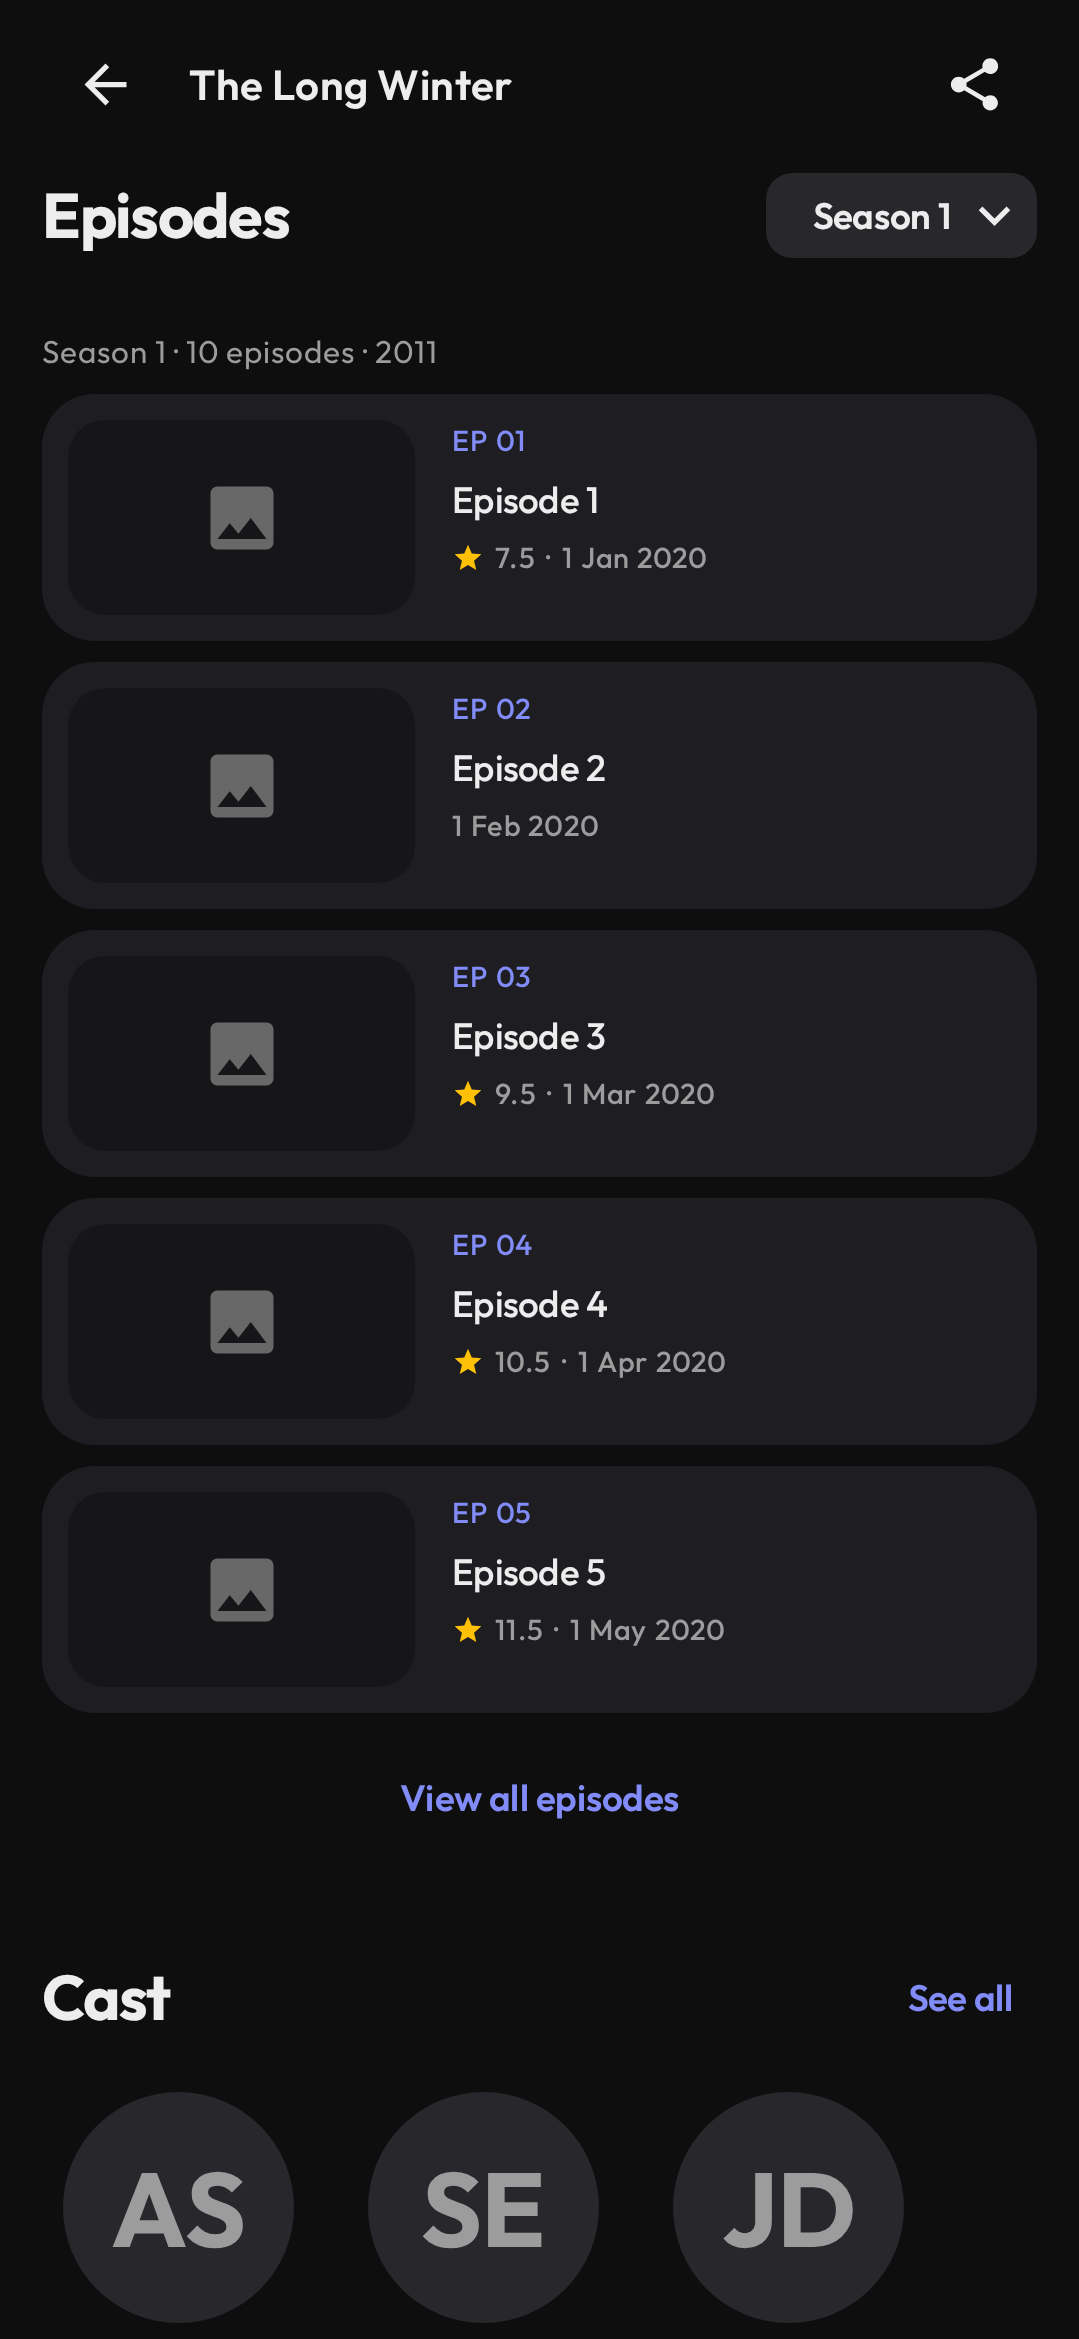 The Long Winter
Episodes
Season 1
Season 1 · 10 episodes · 2011
EP 01
Episode 1
7.5 · 1 Jan 2020
EP 02
Episode 2
1 Feb 2020
EP 03
Episode 3
9.5 · 1 Mar 2020
EP 04
Episode 4
10.5 · 1 Apr 2020
EP 05
Episode 5
11.5 · 1 May 2020
View all episodes
Cast
See all
AS
SE
JD